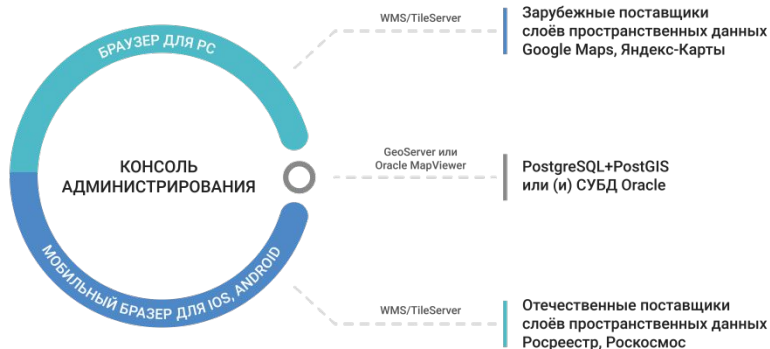 WMS/TileServer
Зарубежные поставщики
слоёв пространственных данных
Google Maps, Яндекс-Карты
БРАУЗЕР ДЛЯ PC
КОНСОЛЬ
АДМИНИСТРИРОВАНИЯ
GeoServer или
Oracle MapViewer
PostgreSQL+PostGIS
или (и) СУБД Oracle
МОБИЛЬНЫЙ БРАЗЕР ДЛЯ IOS, ANDROID
WMS/TileServer
Отечественные поставщики
слоёв пространственных данных
Росреестр, Роскосмос